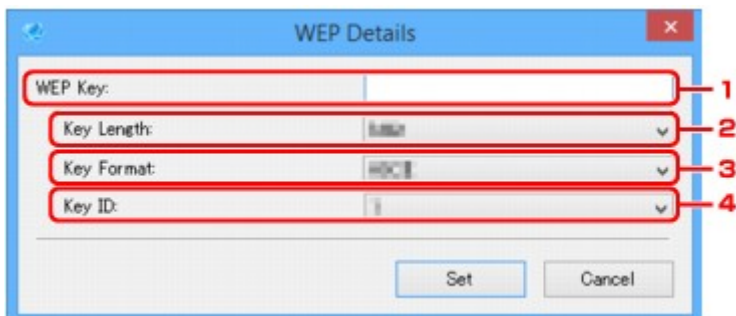 WEP Details
WEP Key: 1
Key Length: 2
Key Format: 3
Key ID: 4
Set Cancel